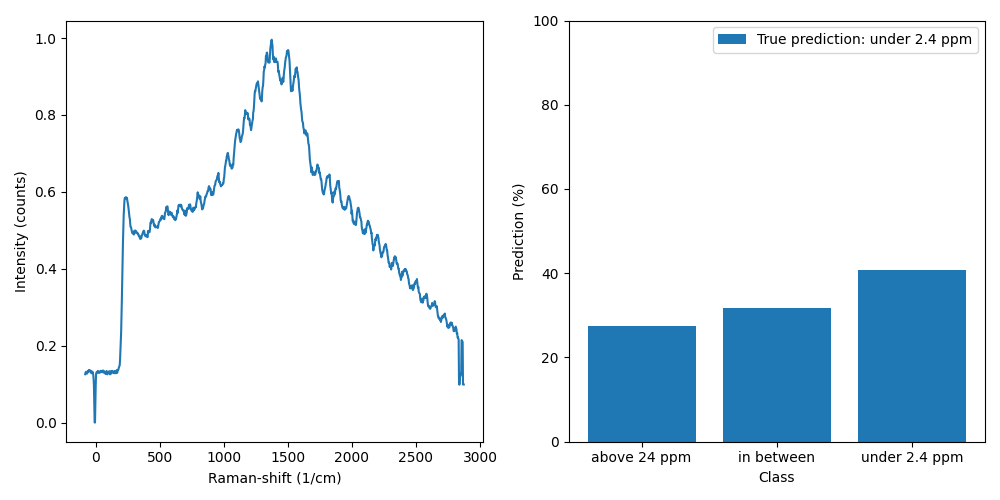 Intensity (counts)
1.0
0.8
0.6
0.4
0.2
0.0
0 500 1000 1500 2000 2500 3000
Raman-shift (1/cm)
Prediction (%)
100
80
60
40
20
0
True prediction: under 2.4 ppm
above 24 ppm in between under 2.4 ppm
Class